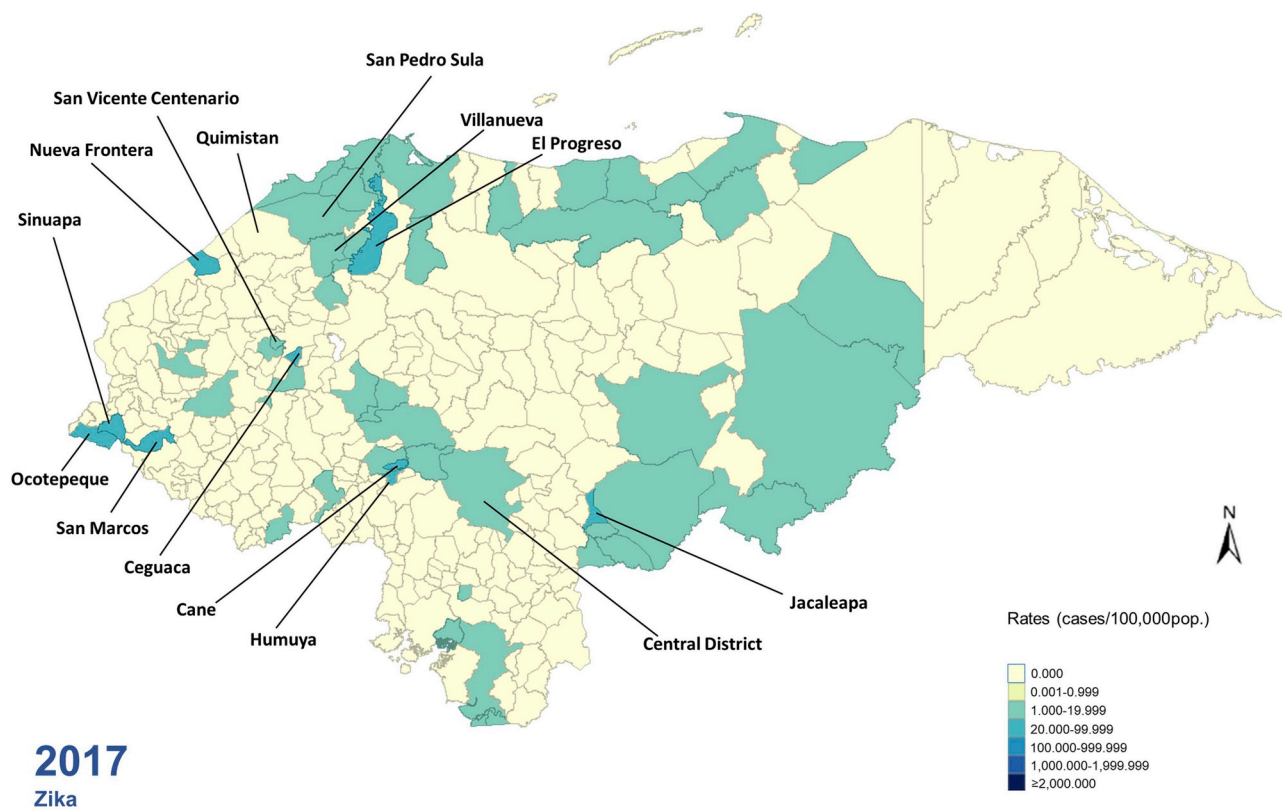 San Pedro Sula
San Vicente Centenario
Villanueva
Quimistan
El Progreso
Nueva Frontera
Sinuapa
Ocotepeque
San Marcos
Ceguaca
Cane
Humuya
Jacaleapa
Central District
N
Rates (cases/100,000pop.)
0.000
0.001-0.999
1.000-19.999
20.000-99.999
100.000-999.999
1,000.000-1,999.999
≥2,000.000
2017
Zika